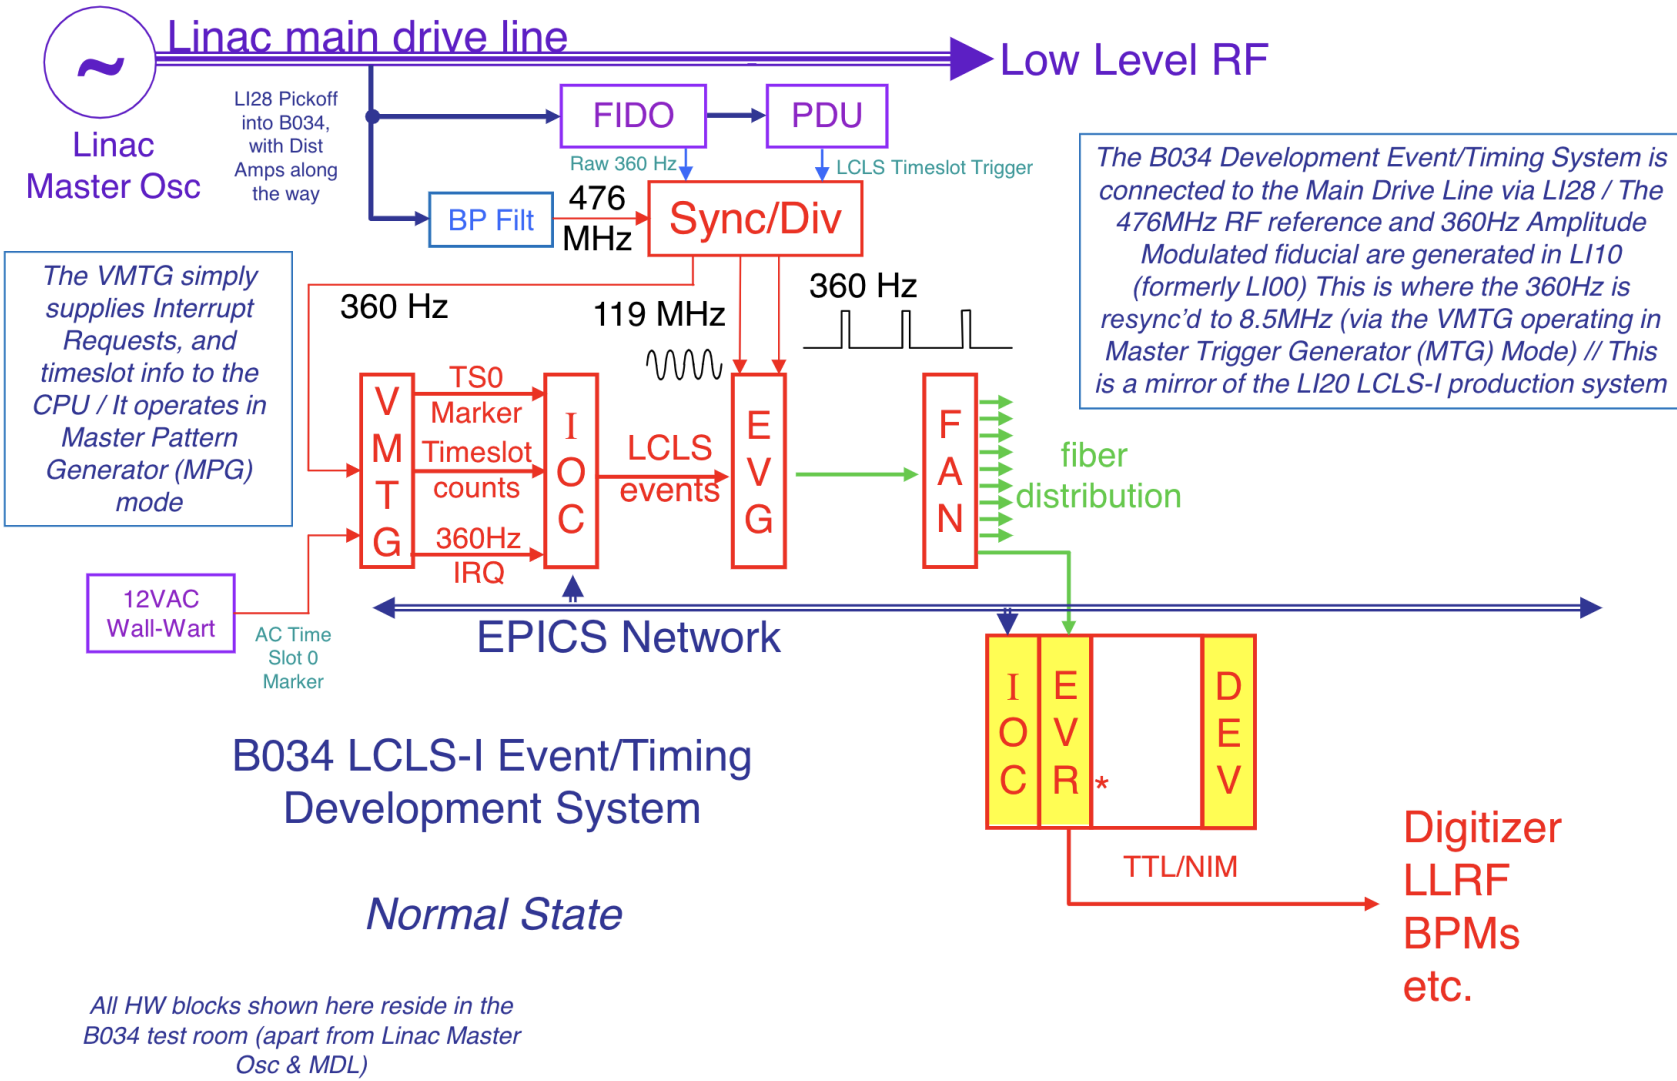 Linac main drive line
Low Level RF
~
Linac
Master Osc
LI28 Pickoff
into B034,
with Dist
Amps along
the way
FIDO
PDU
Raw 360 Hz
LCLS Timeslot Trigger
BP Filt
476
MHz
Sync/Div
The B034 Development Event/Timing System is
connected to the Main Drive Line via LI28 / The
476MHz RF reference and 360Hz Amplitude
Modulated fiducial are generated in LI10
(formerly LI00) This is where the 360Hz is
resync'd to 8.5MHz (via the VMTG operating in
Master Trigger Generator (MTG) Mode) // This
is a mirror of the LI20 LCLS-I production system
The VMTG simply
supplies Interrupt
Requests, and
timeslot info to the
CPU / It operates in
Master Pattern
Generator (MPG)
mode
360 Hz
119 MHz
360 Hz
V
M
T
G
TS0
Marker
Timeslot
counts
360Hz
IRQ
I
O
C
LCLS
events
E
V
G
F
A
N
fiber
distribution
12VAC
Wall-Wart
AC Time
Slot 0
Marker
EPICS Network
I
O
C
E
V
R
*
D
E
V
B034 LCLS-I Event/Timing
Development System
TTL/NIM
Digitizer
LLRF
BPMs
etc.
Normal State
All HW blocks shown here reside in the
B034 test room (apart from Linac Master
Osc & MDL)